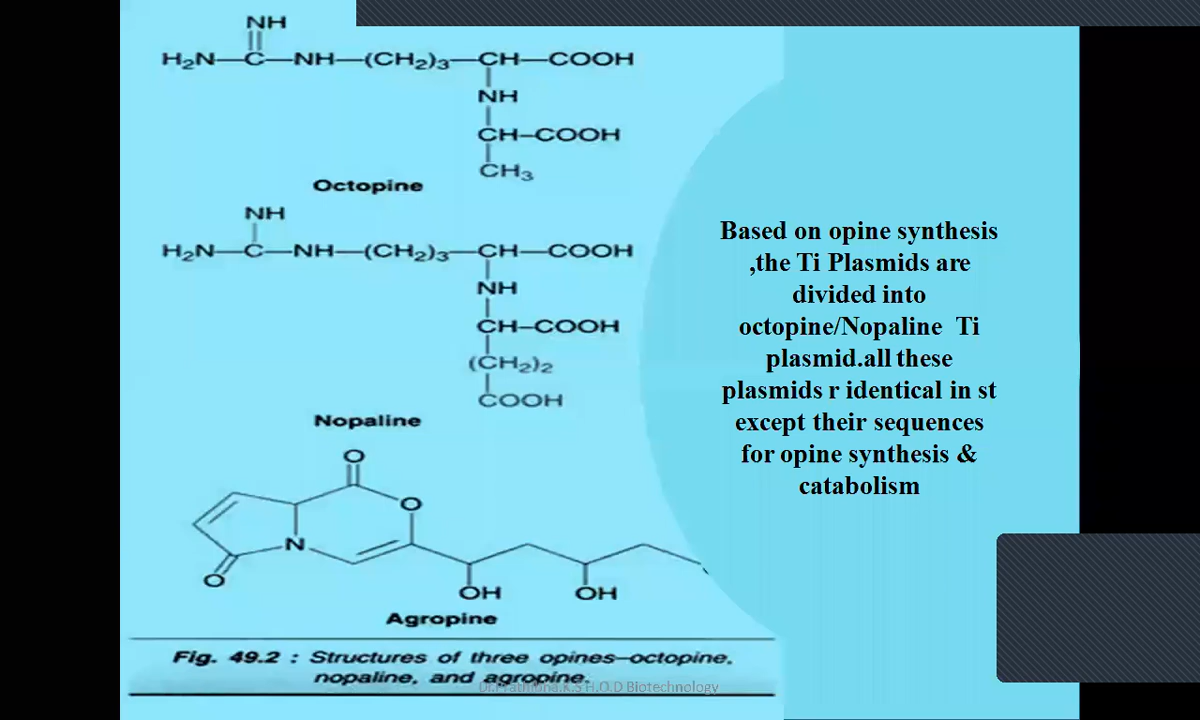 NH
H₂N—C—NH—(CH₂)₃—CH—COOH
NH
CH–COOH
CH₃
Octopine
NH
H₂N—C—NH—(CH₂)₃—CH—COOH
NH
CH–COOH
(CH₂)₂
COOH
Nopaline
O
O
N
O
OH OH
Agropine
Fig. 49.2 : Structures of three opines–octopine,
nopaline, and agropine.
H.O.D Biotechnology
Based on opine synthesis
,the Ti Plasmids are
divided into
octopine/Nopaline Ti
plasmid.all these
plasmids r identical in st
except their sequences
for opine synthesis &
catabolism